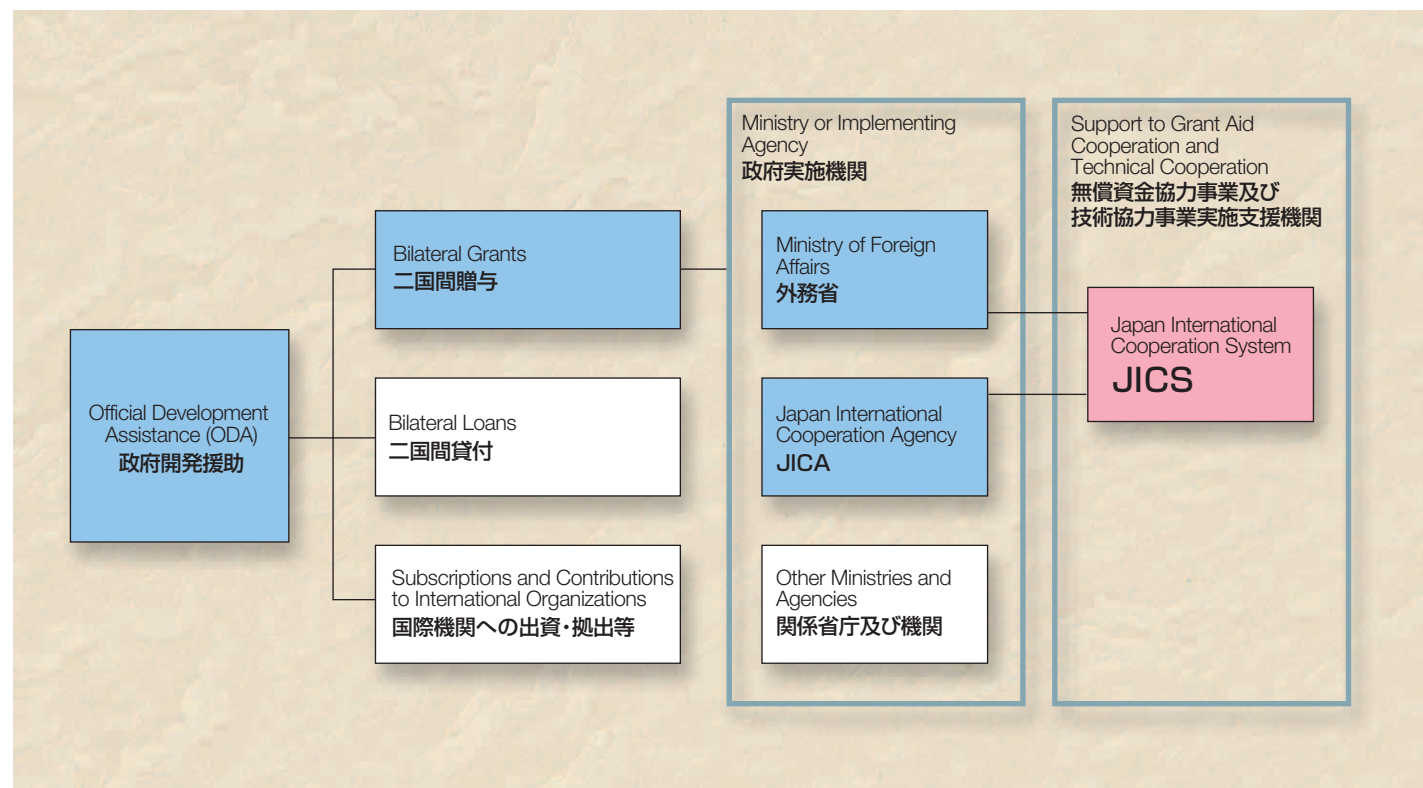 Official Development
Assistance (ODA)
政府開発援助
Bilateral Grants
二国間贈与
Bilateral Loans
二国間貸付
Subscriptions and Contributions
to International Organizations
国際機関への出資・拠出等
Ministry or Implementing
Agency
政府実施機関
Ministry of Foreign
Affairs
外務省
Japan International
Cooperation Agency
JICA
Other Ministries and
Agencies
関係省庁及び機関
Support to Grant Aid
Cooperation and
Technical Cooperation
無償資金協力事業及び
技術協力事業実施支援機関
Japan International
Cooperation System
JICS